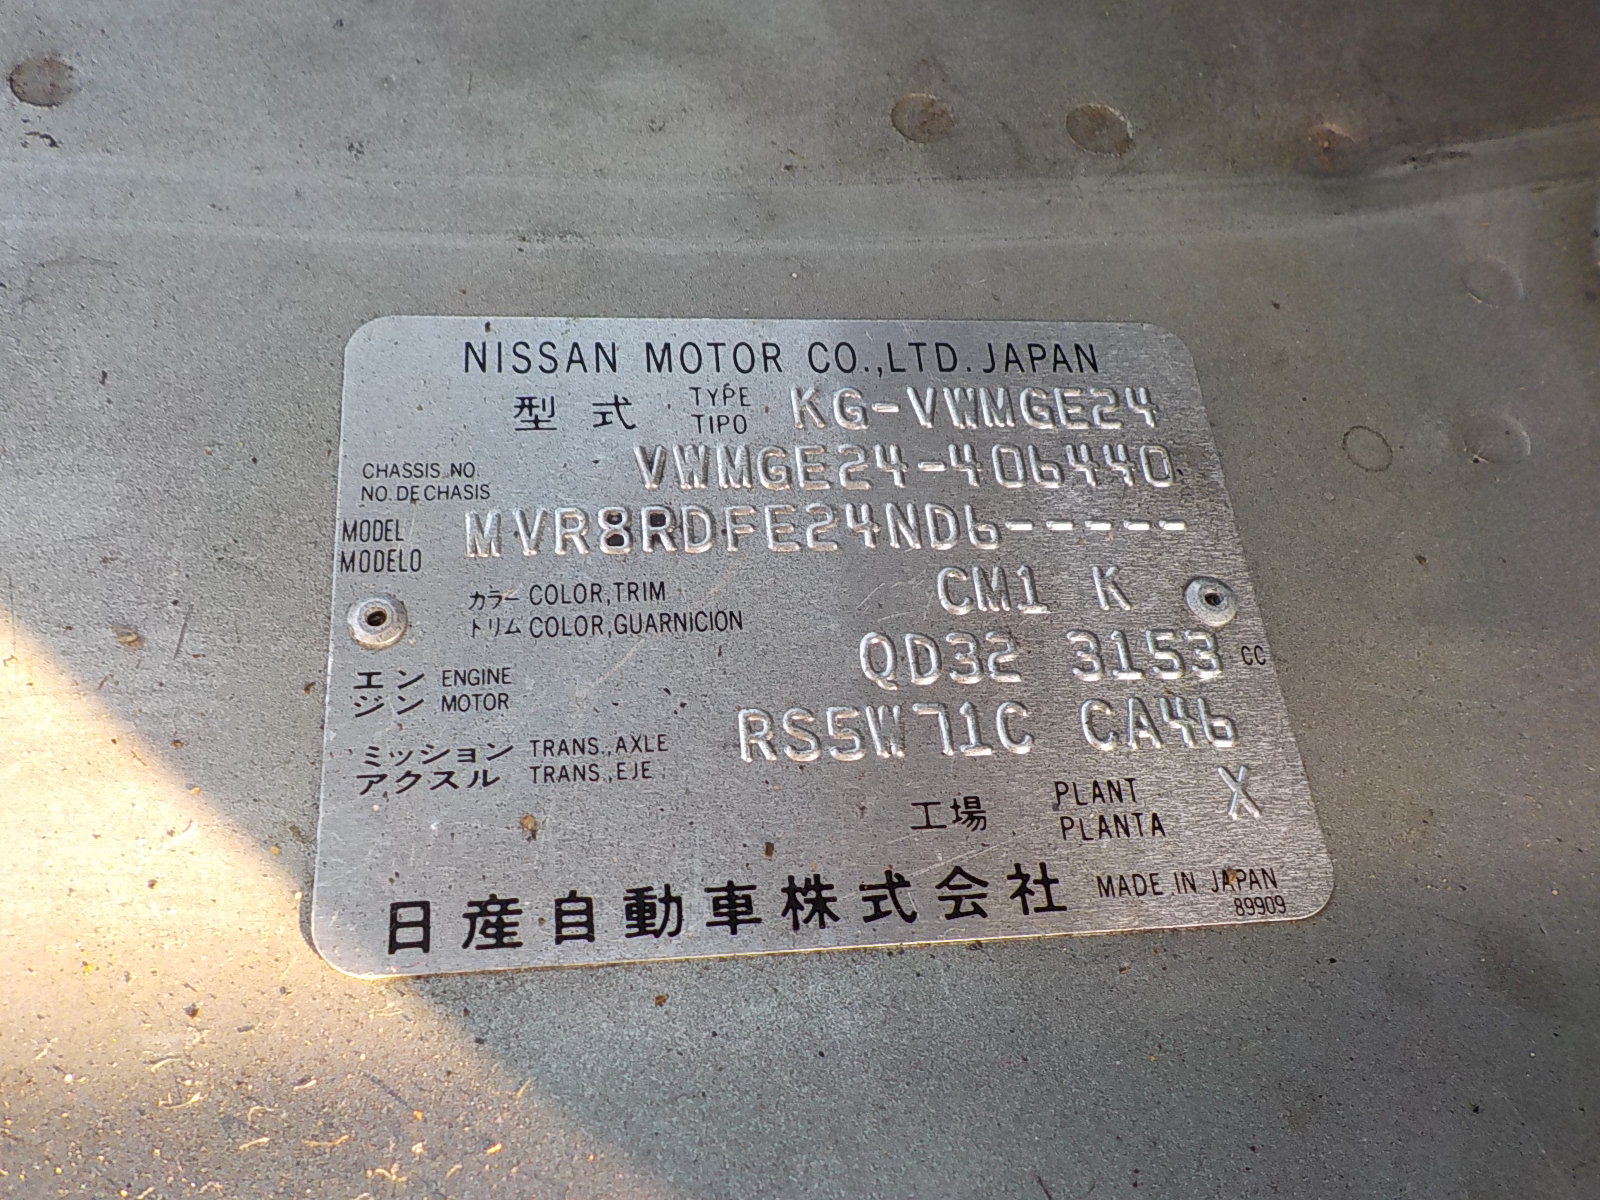 NISSAN MOTOR CO.,LTD. JAPAN
型式 TYPE TIPO KG-VWMGE24
CHASSIS NO. NO. DE CHASIS VWMGE24-406440
MODEL MODELO MVR8RDFE24ND6-----
カラー COLOR,TRIM CM1 K
トリム COLOR,GUARNICION
エンジン ENGINE MOTOR QD32 3153 CC
ミッション TRANS.,AXLE RS5W71C CA46
アクスル TRANS.,EJE
工場 PLANT PLANTA X
日産自動車株式会社 MADE IN JAPAN
89909